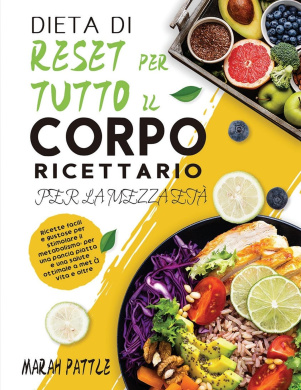 DIETA DI
RESET PER
TUTTO IL
CORPO
RICETTARIO
PER LA MEZZA ETÀ
Ricette facili
e gustose per
stimolare il
metabolismo, per
una pancia piatta
e una salute
ottimale a met Ã
vita e oltre
MARAH PATTLE